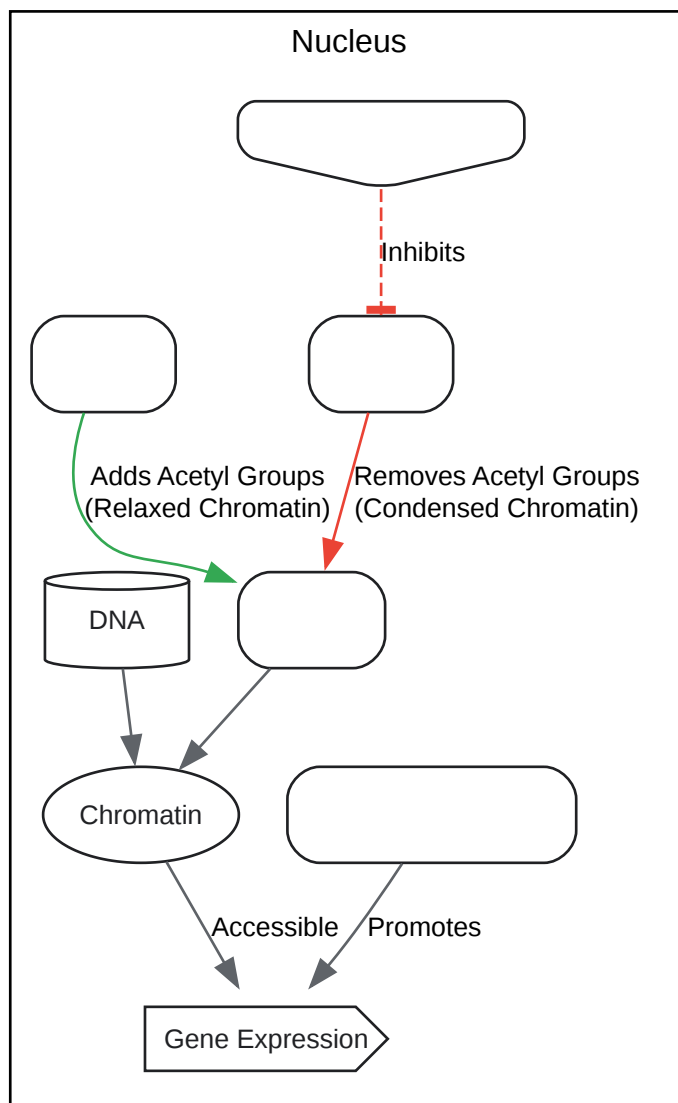 Nucleus
Inhibits
Adds Acetyl Groups
(Relaxed Chromatin)
Removes Acetyl Groups
(Condensed Chromatin)
DNA
Chromatin
Accessible
Promotes
Gene Expression